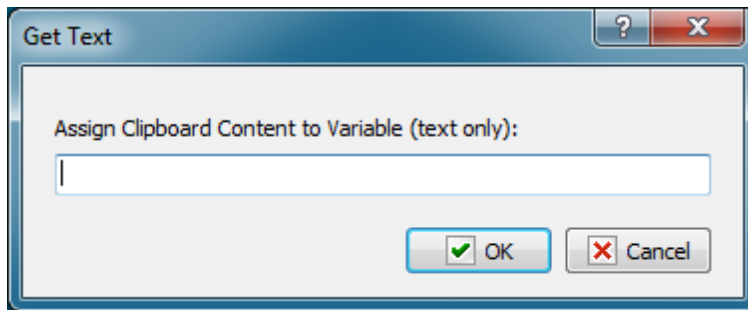 Get Text
?
Assign Clipboard Content to Variable (text only):
OK
Cancel